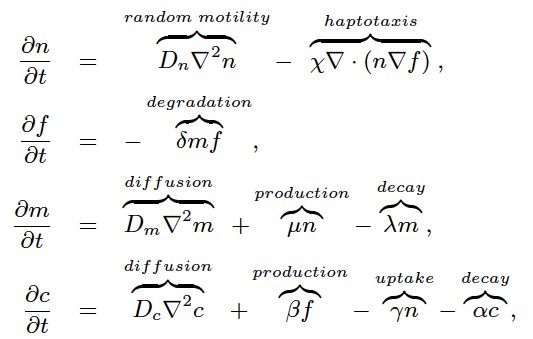 random motility haptotaxis
∂n/∂t = D_n∇²n − χ∇ · (n∇f) ,
degradation
∂f/∂t = − δmf ,
diffusion production decay
∂m/∂t = D_m∇²m + μn − λm ,
diffusion production uptake decay
∂c/∂t = D_c∇²c + βf − γn − αc ,